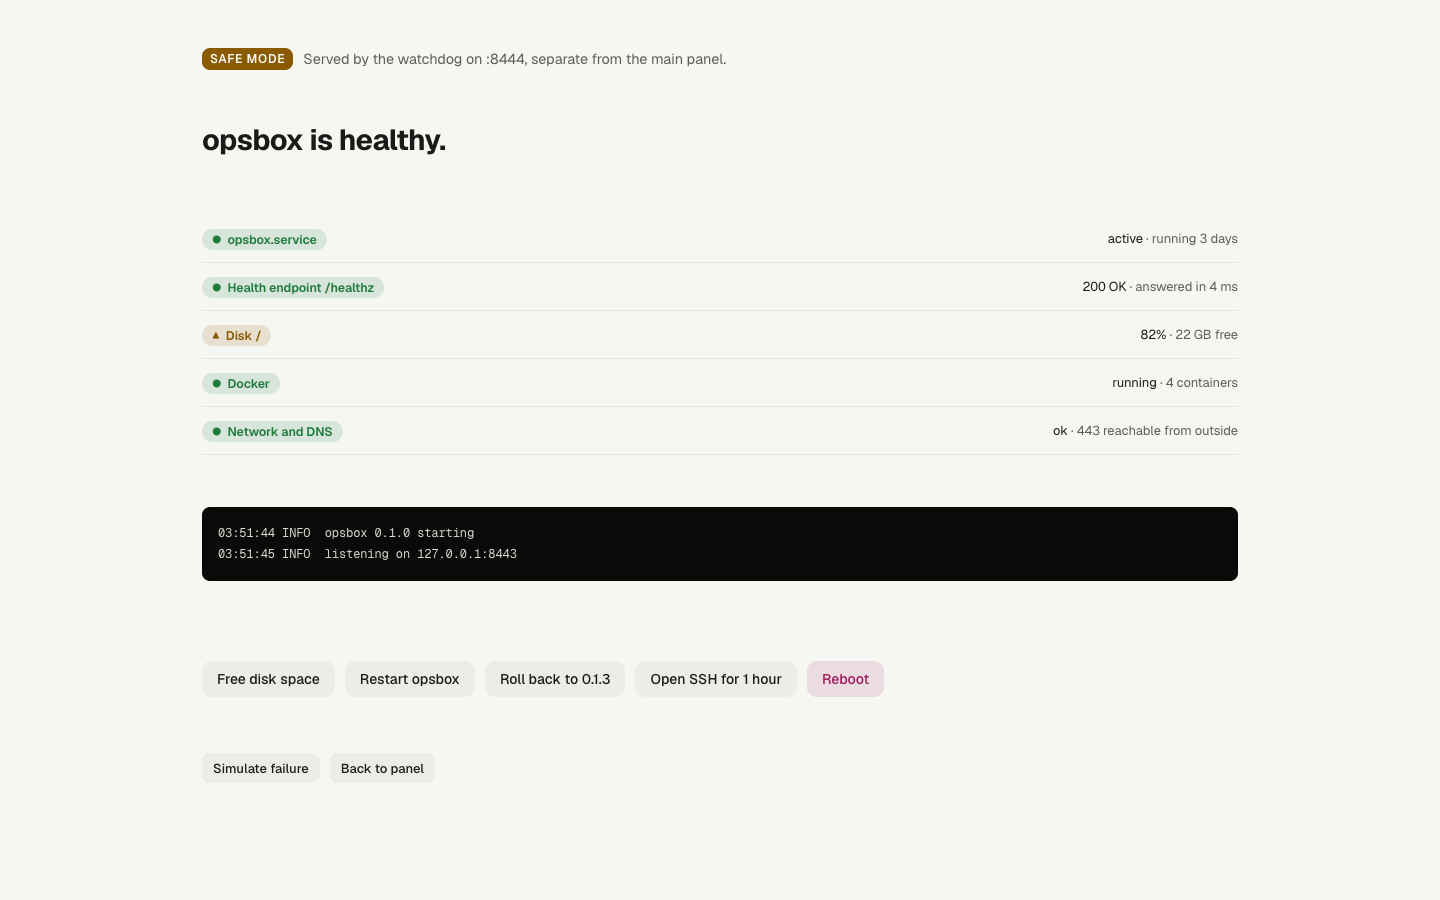 SAFE MODE Served by the watchdog on :8444, separate from the main panel.
opsbox is healthy.
opsbox.service active · running 3 days
Health endpoint /healthz 200 OK · answered in 4 ms
Disk / 82% · 22 GB free
Docker running · 4 containers
Network and DNS ok · 443 reachable from outside
03:51:44 INFO  opsbox 0.1.0 starting
03:51:45 INFO  listening on 127.0.0.1:8443
Free disk space Restart opsbox Roll back to 0.1.3 Open SSH for 1 hour Reboot
Simulate failure Back to panel